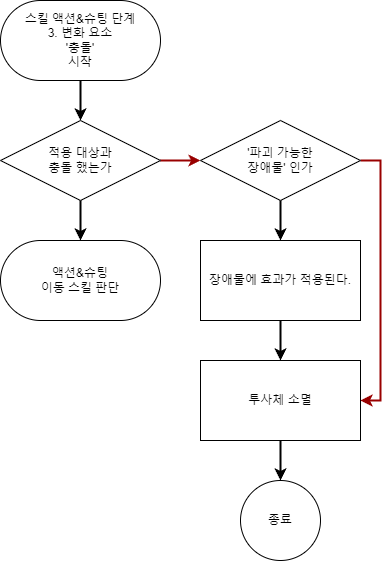 스킬 액션&슈팅 단계
3. 변화 요소
'충돌'
시작
적용 대상과
충돌 했는가
'파괴 가능한
장애물' 인가
액션&슈팅
이동 스킬 판단
장애물에 효과가 적용된다.
투사체 소멸
종료